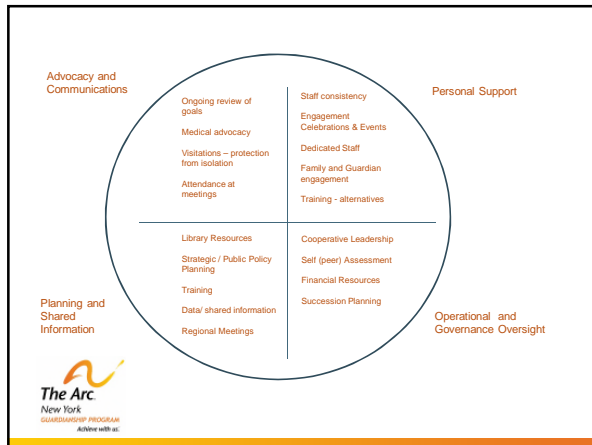 Advocacy and
Communications
Ongoing review of
goals
Medical advocacy
Visitations – protection
from isolation
Attendance at
meetings
Staff consistency
Engagement
Celebrations & Events
Dedicated Staff
Family and Guardian
engagement
Training - alternatives
Personal Support
Planning and
Shared
Information
Library Resources
Strategic / Public Policy
Planning
Training
Data/ shared information
Regional Meetings
Cooperative Leadership
Self (peer) Assessment
Financial Resources
Succession Planning
Operational and
Governance Oversight
The Arc.
New York
GUARDIANSHIP PROGRAM
Achieve with us.